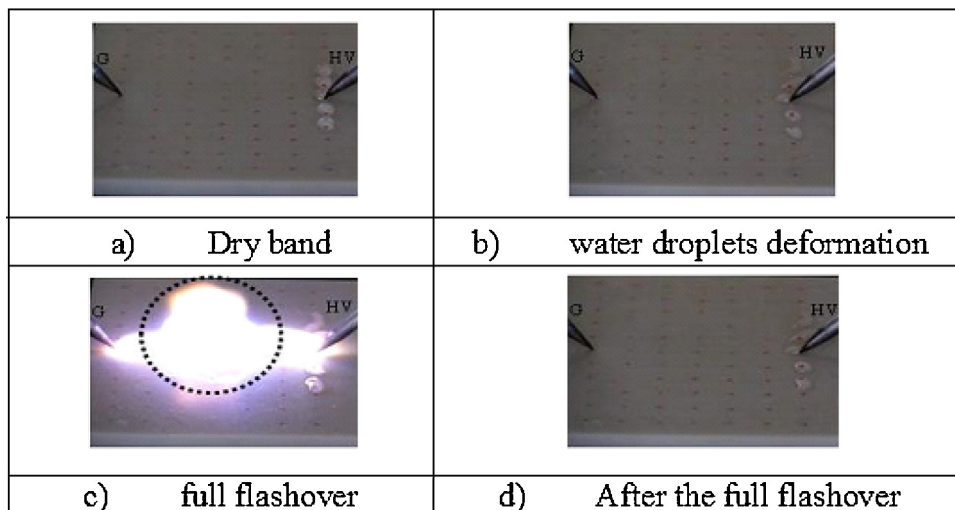 G HV
G HV
a) Dry band
b) water droplets deformation
G HV
G HV
c) full flashover
d) After the full flashover